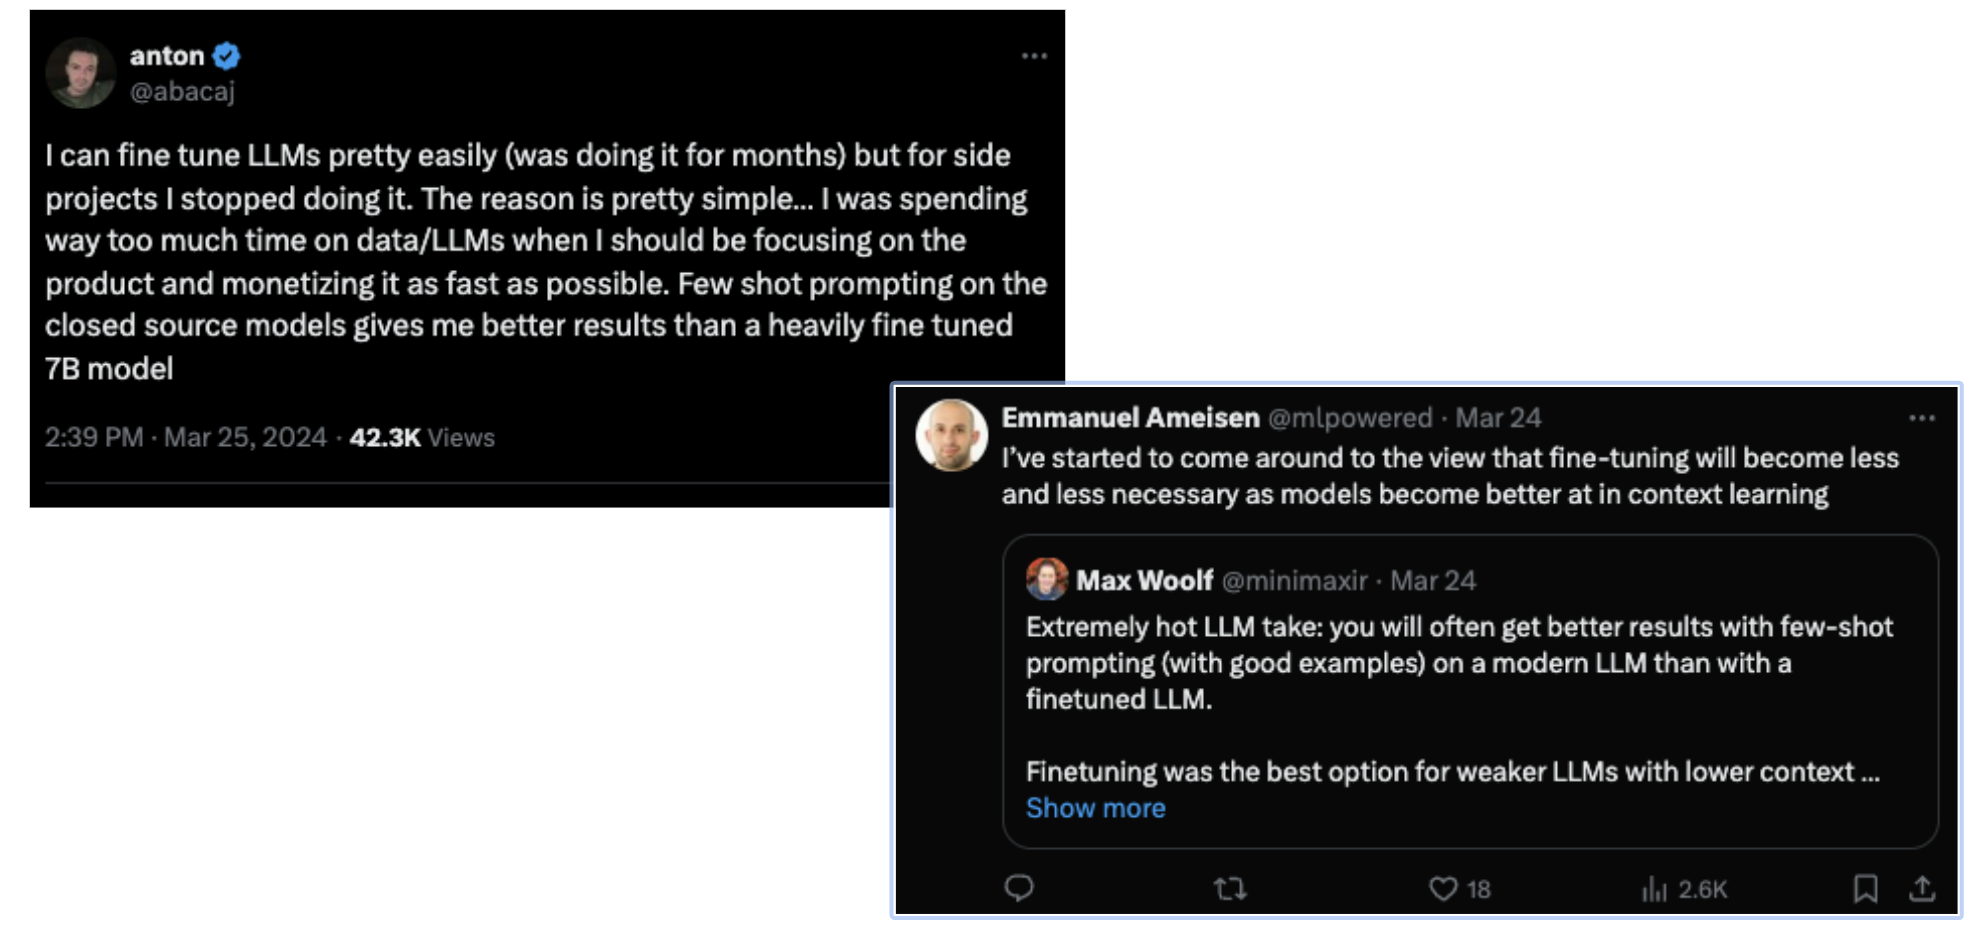 anton
@abacaj
I can fine tune LLMs pretty easily (was doing it for months) but for side
projects I stopped doing it. The reason is pretty simple... I was spending
way too much time on data/LLMs when I should be focusing on the
product and monetizing it as fast as possible. Few shot prompting on the
closed source models gives me better results than a heavily fine tuned
7B model
2:39 PM · Mar 25, 2024 · 42.3K Views
Emmanuel Ameisen @mlpowered · Mar 24
I've started to come around to the view that fine-tuning will become less
and less necessary as models become better at in context learning
Max Woolf @minimaxir · Mar 24
Extremely hot LLM take: you will often get better results with few-shot
prompting (with good examples) on a modern LLM than with a
finetuned LLM.
Finetuning was the best option for weaker LLMs with lower context ...
Show more
18 2.6K